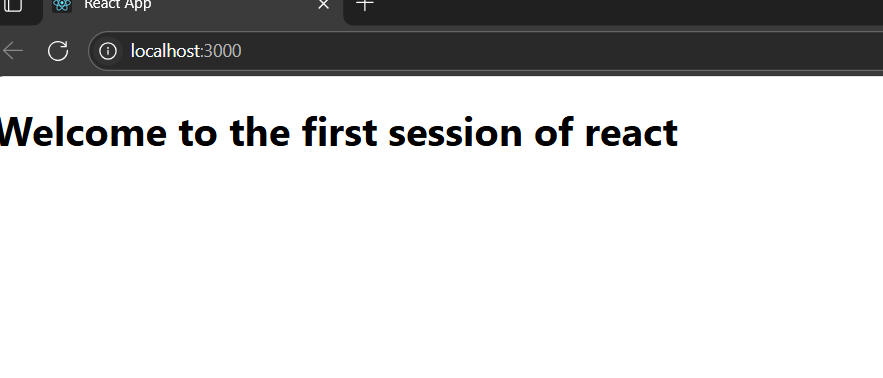 React App
localhost:3000
Welcome to the first session of react